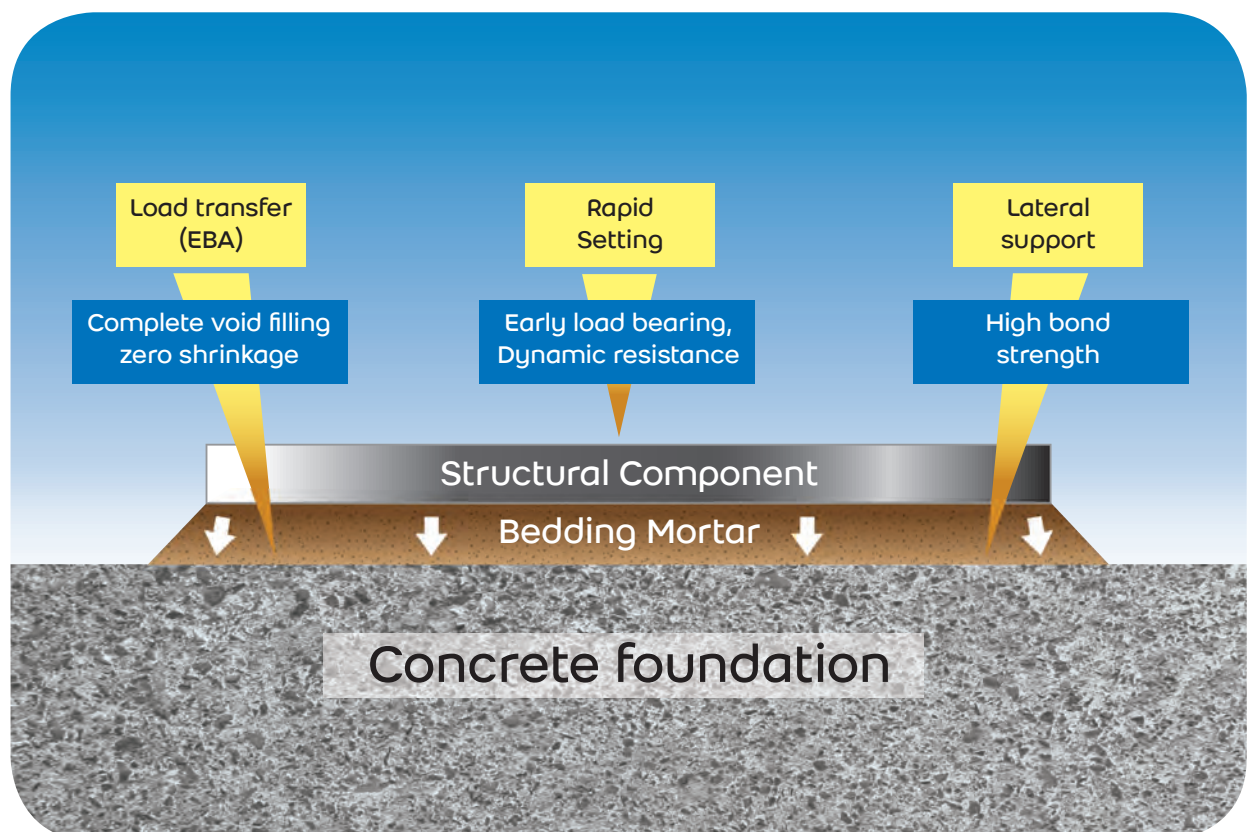 Load transfer
(EBA)
Rapid
Setting
Lateral
support
Complete void filling
zero shrinkage
Early load bearing,
Dynamic resistance
High bond
strength
Structural Component
Bedding Mortar
Concrete foundation